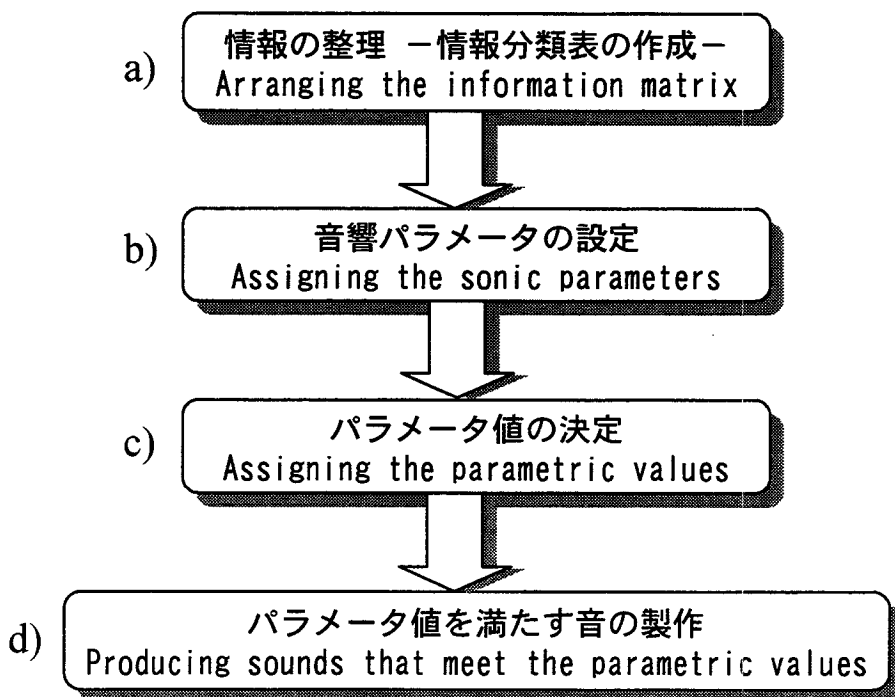 a)
情報の整理 －情報分類表の作成－
Arranging the information matrix
b)
音響パラメータの設定
Assigning the sonic parameters
c)
パラメータ値の決定
Assigning the parametric values
d)
パラメータ値を満たす音の製作
Producing sounds that meet the parametric values